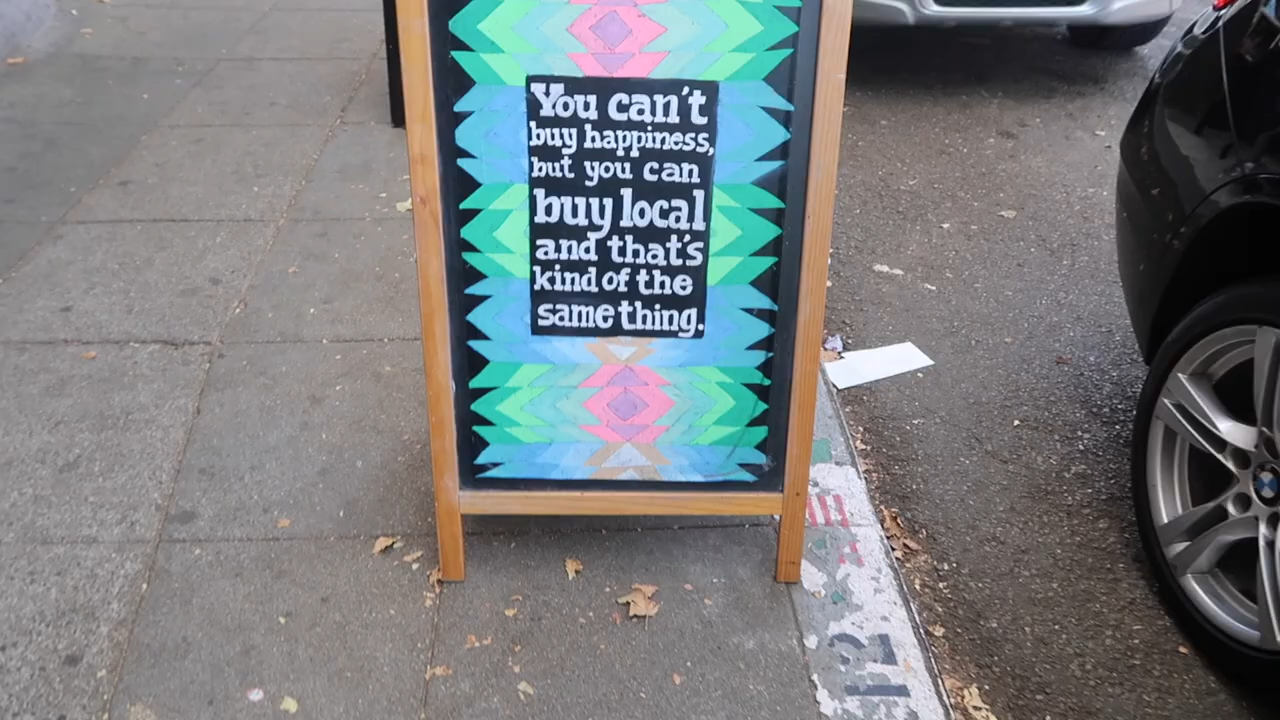 You can't
buy happiness,
but you can
buy local
and that's
kind of the
same thing.